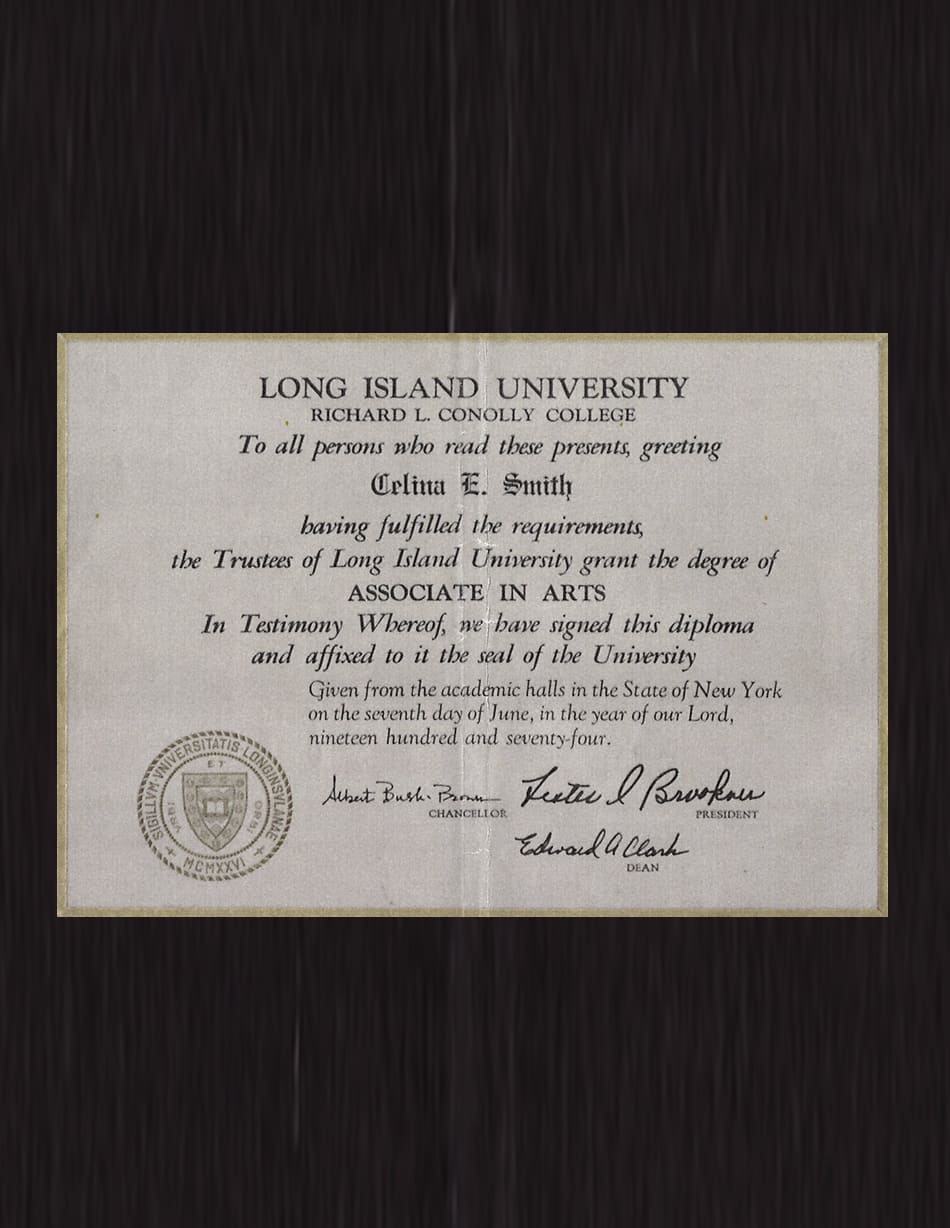 LONG ISLAND UNIVERSITY
RICHARD L. CONOLLY COLLEGE
To all persons who read these presents, greeting
Celina E. Smith
having fulfilled the requirements,
the Trustees of Long Island University grant the degree of
ASSOCIATE IN ARTS
In Testimony Whereof, we have signed this diploma
and affixed to it the seal of the University
Given from the academic halls in the State of New York
on the seventh day of June, in the year of our Lord,
nineteen hundred and seventy-four.
SIGILLVM·VNIVERSITATIS LONGINSVLANAE
ET
VRBI ORBI
MCMXXVI
Albert Bush-Brown
CHANCELLOR
PRESIDENT
Edward A Clark
DEAN